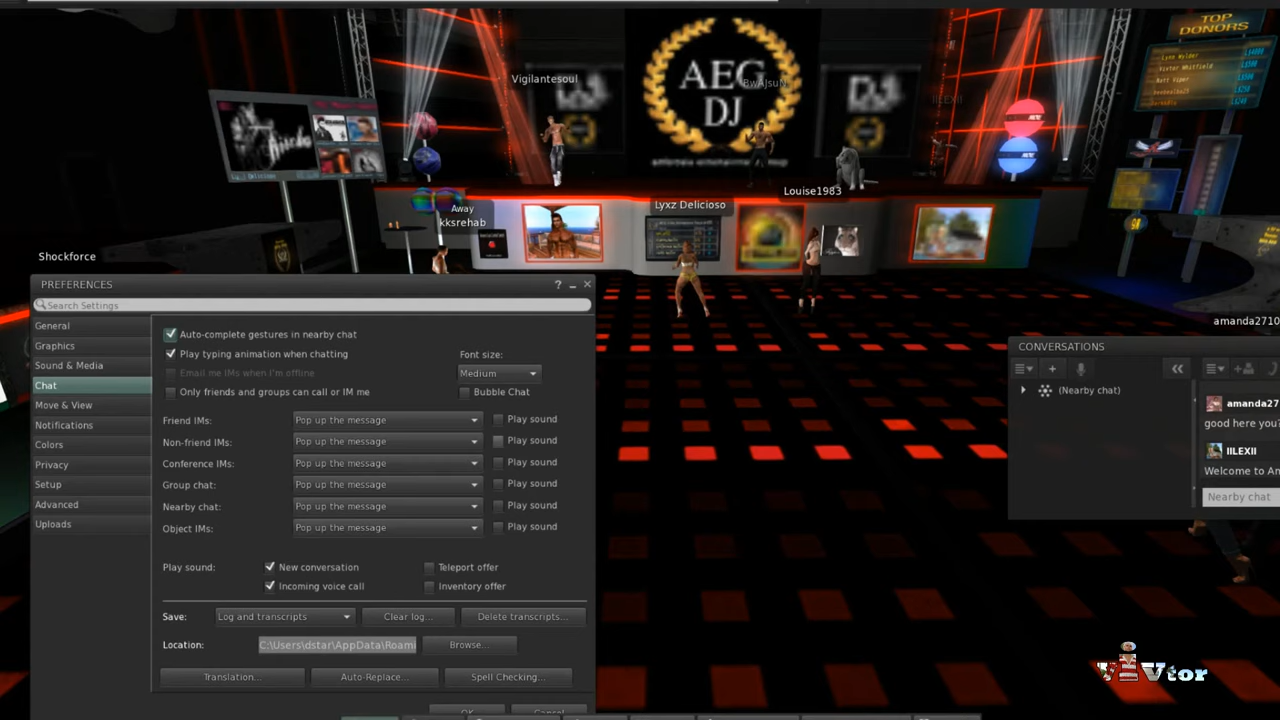 TOP
DONORS
Vigilantesoul
AEG
DJ
BwAJsuN
IILEXII
Louise1983
Away
kksrehab
Lyxz Delicioso
Shockforce
amanda2710
PREFERENCES
? _ ×
Search Settings
General
Graphics
Sound & Media
Chat
Move & View
Notifications
Colors
Privacy
Setup
Advanced
Uploads
Auto-complete gestures in nearby chat
Play typing animation when chatting
Email me IMs when I'm offline
Only friends and groups can call or IM me
Font size:
Medium
Bubble Chat
Friend IMs: Pop up the message Play sound
Non-friend IMs: Pop up the message Play sound
Conference IMs: Pop up the message Play sound
Group chat: Pop up the message Play sound
Nearby chat: Pop up the message Play sound
Object IMs: Pop up the message Play sound
Play sound: New conversation Teleport offer
Incoming voice call Inventory offer
Save: Log and transcripts Clear log... Delete transcripts...
Location: C:\Users\dstar\AppData\Roami Browse...
Translation... Auto-Replace... Spell Checking...
OK Cancel
CONVERSATIONS
(Nearby chat)
amanda27
good here you?
IILEXII
Welcome to An
Nearby chat
ViVtor